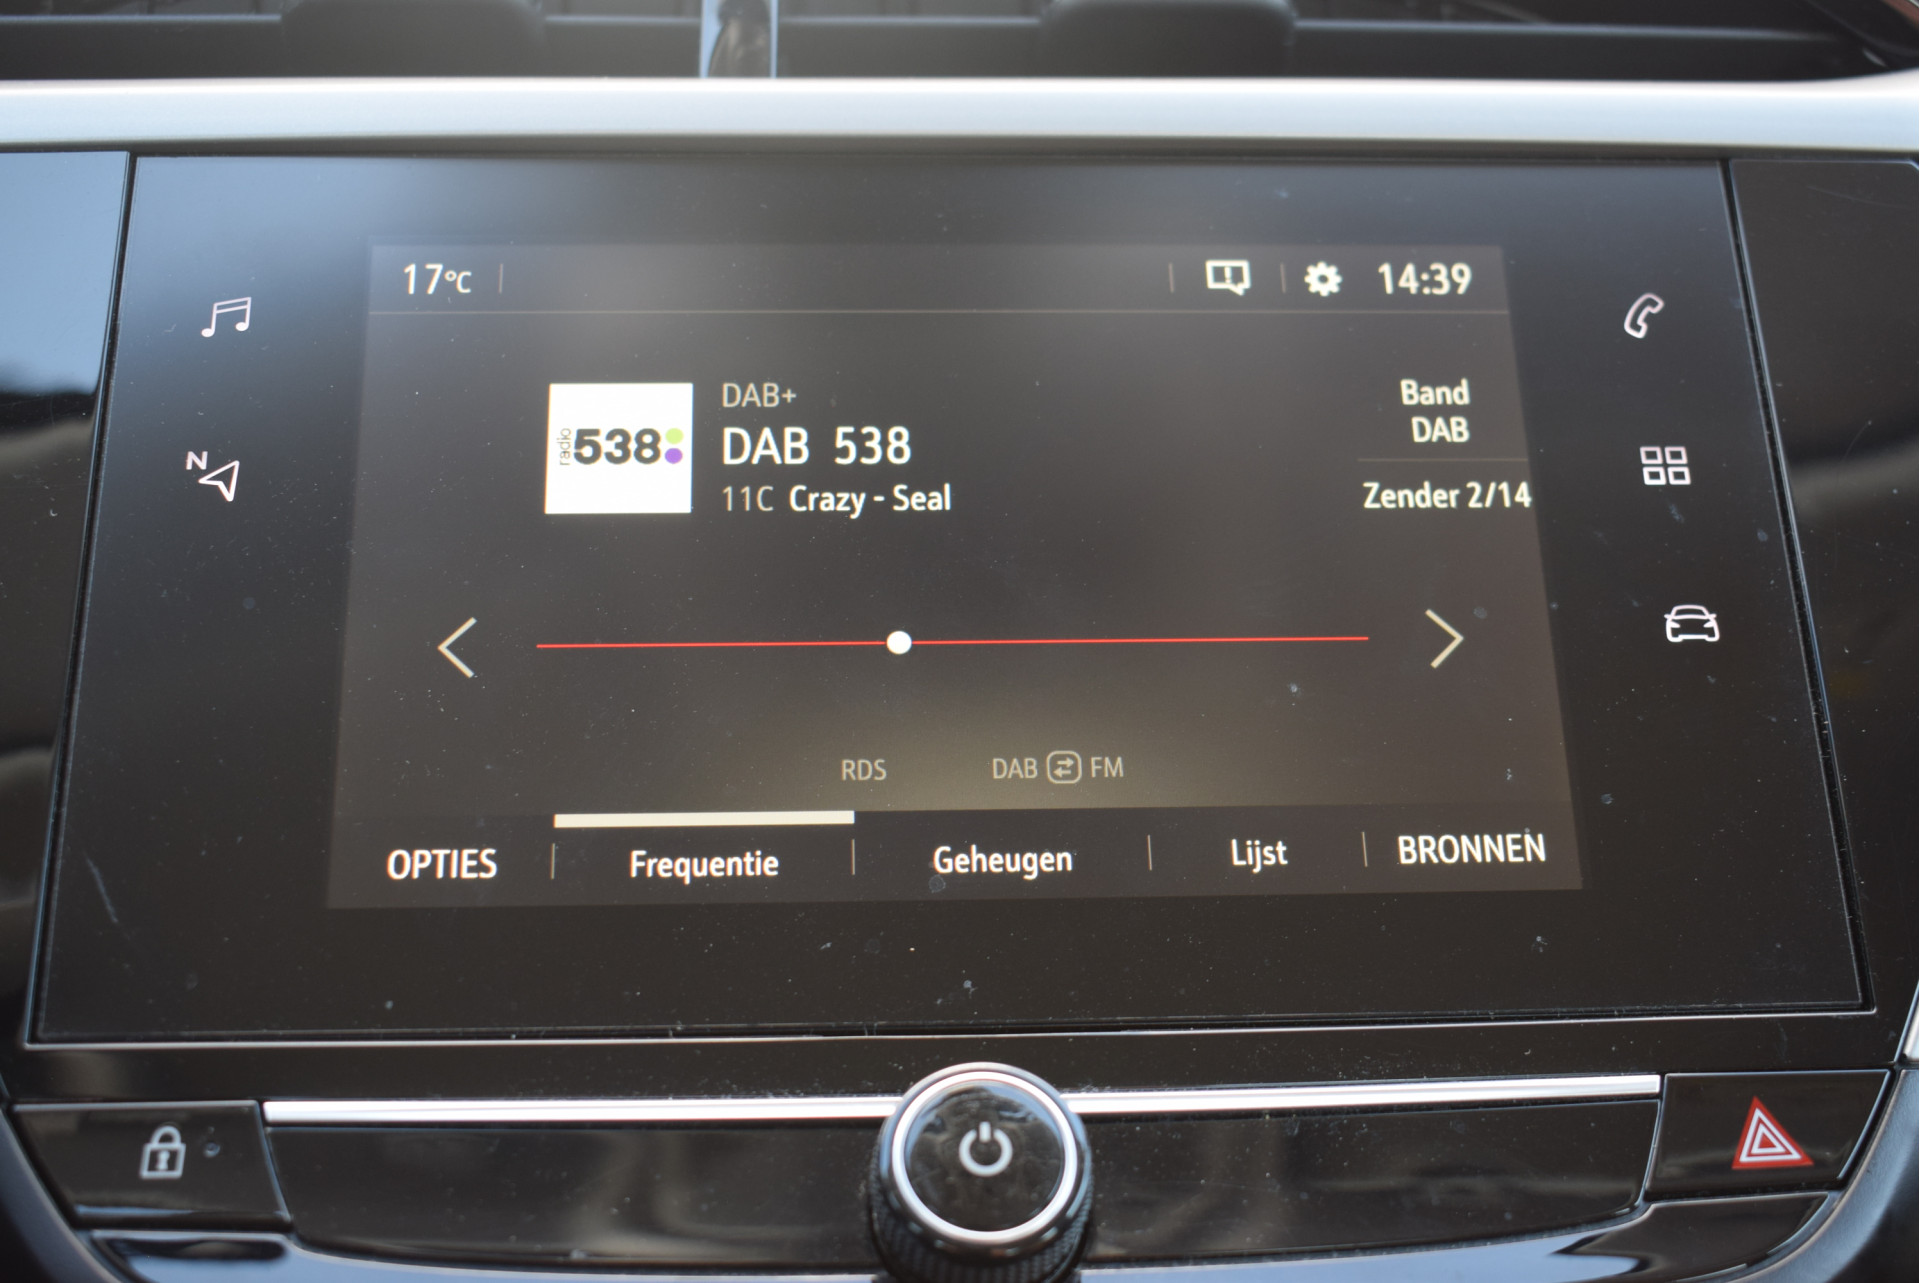 17°C
14:39
N
radio 538
DAB+
DAB 538
11C Crazy - Seal
Band
DAB
Zender 2/14
RDS
DAB FM
OPTIES
Frequentie
Geheugen
Lijst
BRONNEN